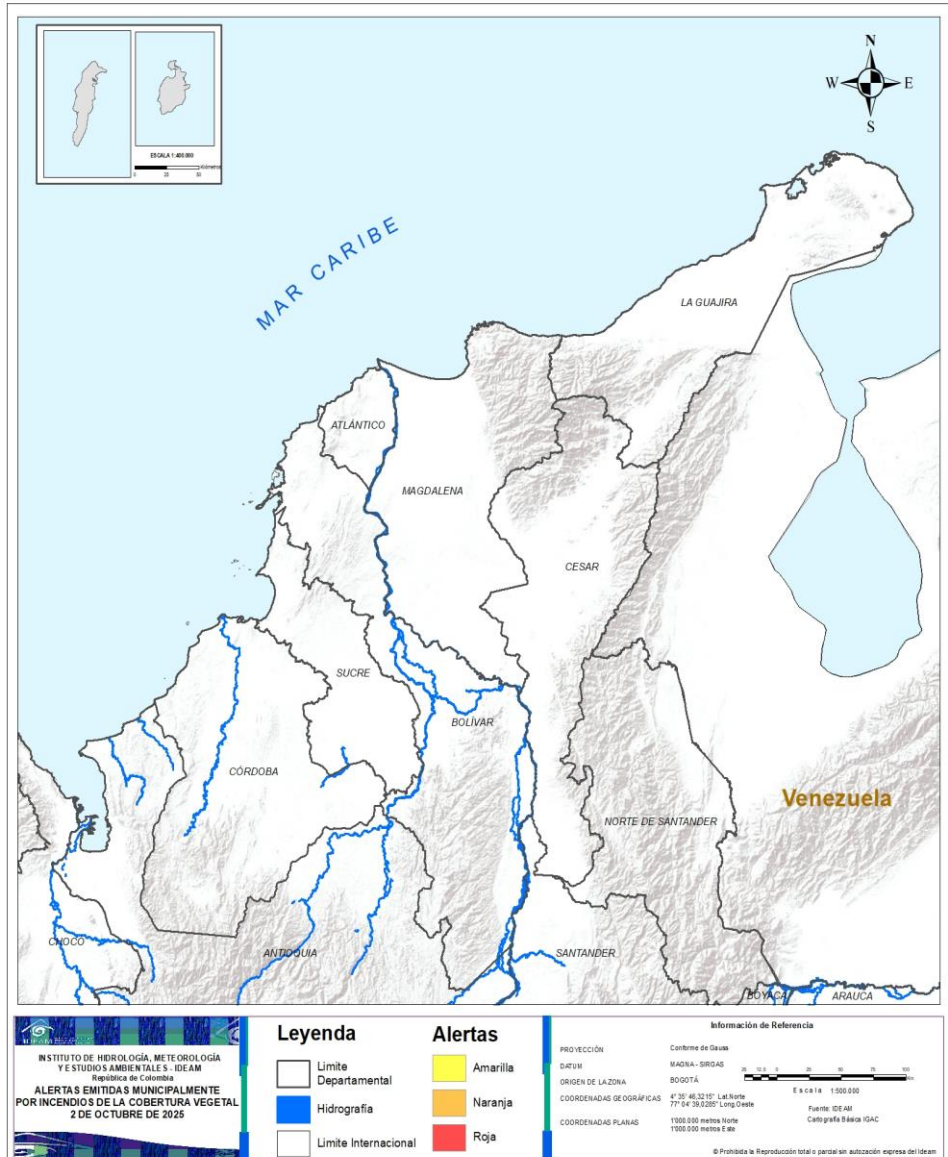 ESCALA 1:400.000
Kilómetros
0 25 50
N
W E
S
MAR CARIBE
LA GUAJIRA
ATLÁNTICO
MAGDALENA
CESAR
SUCRE
BOLÍVAR
CÓRDOBA
Venezuela
NORTE DE SANTANDER
CHOCO
ANTIOQUIA
SANTANDER
BOYACA
ARAUCA
IDEAM
INSTITUTO DE HIDROLOGÍA, METEOROLOGÍA
Y ESTUDIOS AMBIENTALES - IDEAM
República de Colombia
ALERTAS EMITIDAS MUNICIPALMENTE
POR INCENDIOS DE LA COBERTURA VEGETAL
2 DE OCTUBRE DE 2025
Leyenda
Limite
Departamental
Hidrografía
Limite Internacional
Alertas
Amarilla
Naranja
Roja
Información de Referencia
PROYECCIÓN Conforme de Gauss
DATUM MAGNA - SIRGAS
ORIGEN DE LA ZONA BOGOTÁ
COORDENADAS GEOGRÁFICAS 4° 35' 46,3215" Lat.Norte
77° 04' 39,0285" Long.Oeste
COORDENADAS PLANAS 1'000.000 metros Norte
1'000.000 metros Este
Escala 1:500.000
Fuente: IDEAM
Cartografía Básica IGAC
© Prohibida la Reproducción total o parcial sin autozación expresa del Ideam